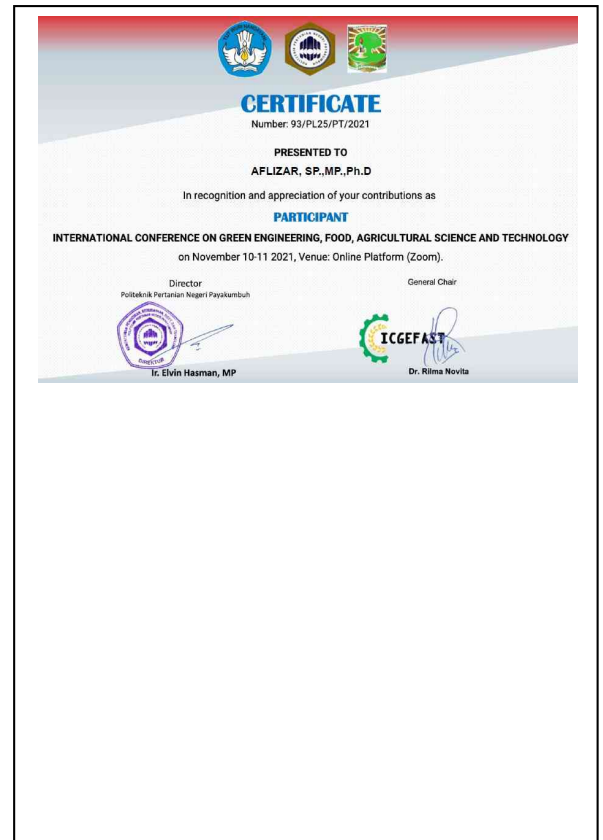 CERTIFICATE
Number: 93/PL25/PT/2021
PRESENTED TO
AFLIZAR, SP.,MP.,Ph.D
In recognition and appreciation of your contributions as
PARTICIPANT
INTERNATIONAL CONFERENCE ON GREEN ENGINEERING, FOOD, AGRICULTURAL SCIENCE AND TECHNOLOGY
on November 10-11 2021, Venue: Online Platform (Zoom).
Director
Politeknik Pertanian Negeri Payakumbuh
General Chair
DIREKTUR
ICGEFAST
Ir. Elvin Hasman, MP
Dr. Rilma Novita